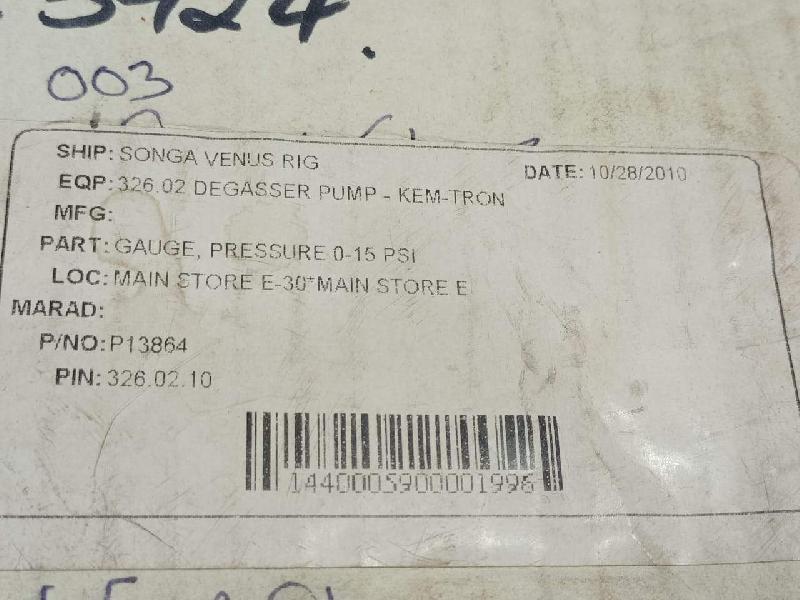 003
SHIP: SONGA VENUS RIG
DATE: 10/28/2010
EQP: 326.02 DEGASSER PUMP - KEM-TRON
MFG:
PART: GAUGE, PRESSURE 0-15 PSI
LOC: MAIN STORE E-30*MAIN STORE E
MARAD:
P/NO: P13864
PIN: 326.02.10
1440005900001996